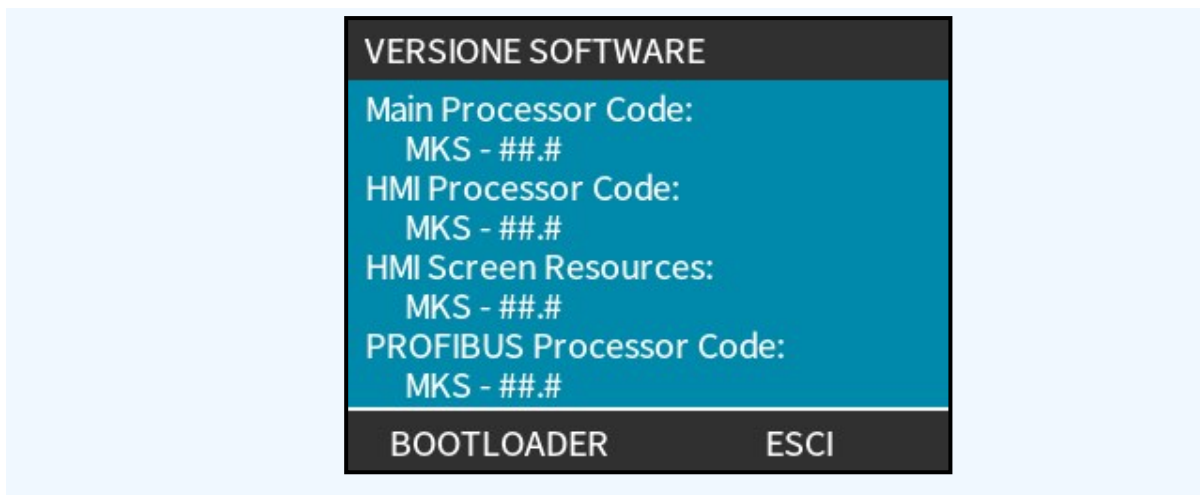 VERSIONE SOFTWARE
Main Processor Code:
MKS - ##.#
HMI Processor Code:
MKS - ##.#
HMI Screen Resources:
MKS - ##.#
PROFIBUS Processor Code:
MKS - ##.#
BOOTLOADER ESCI